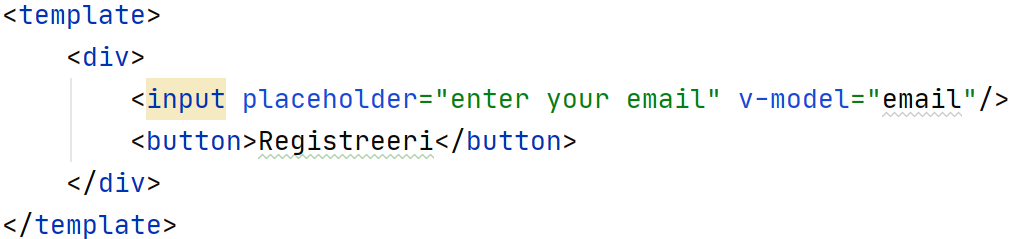 <template>
<div>
<input placeholder="enter your email" v-model="email"/>
<button>Registreeri</button>
</div>
</template>